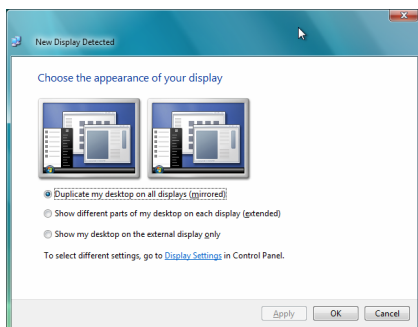 New Display Detected
Choose the appearance of your display
Duplicate my desktop on all displays (mirrored)
Show different parts of my desktop on each display (extended)
Show my desktop on the external display only
To select different settings, go to Display Settings in Control Panel.
Apply OK Cancel